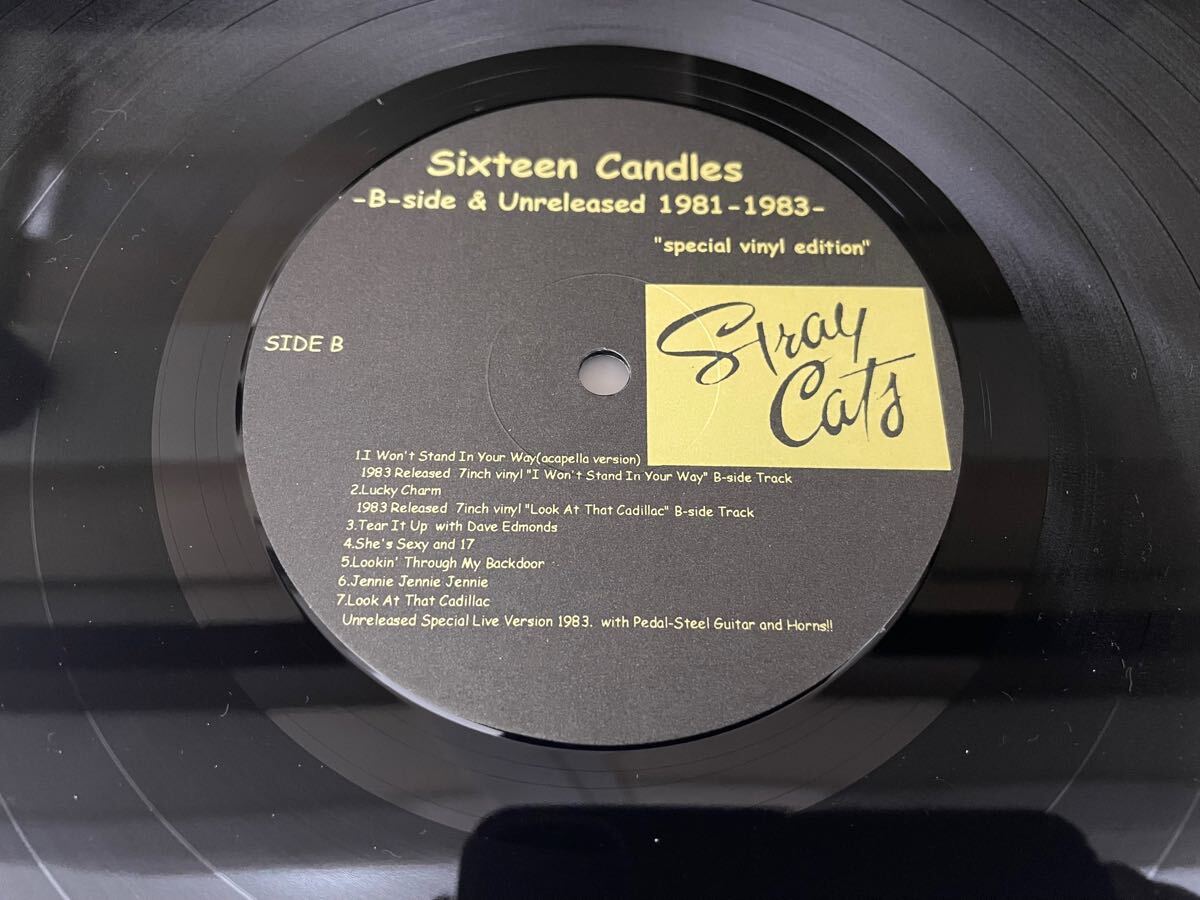 Sixteen Candles
-B-side & Unreleased 1981-1983-
"special vinyl edition"
SIDE B
Stray
Cats
1.I Won't Stand In Your Way(acapella version)
1983 Released 7inch vinyl "I Won't Stand In Your Way" B-side Track
2.Lucky Charm
1983 Released 7inch vinyl "Look At That Cadillac" B-side Track
3.Tear It Up with Dave Edmonds
4.She's Sexy and 17
5.Lookin' Through My Backdoor
6.Jennie Jennie Jennie
7.Look At That Cadillac
Unreleased Special Live Version 1983. with Pedal-Steel Guitar and Horns!!